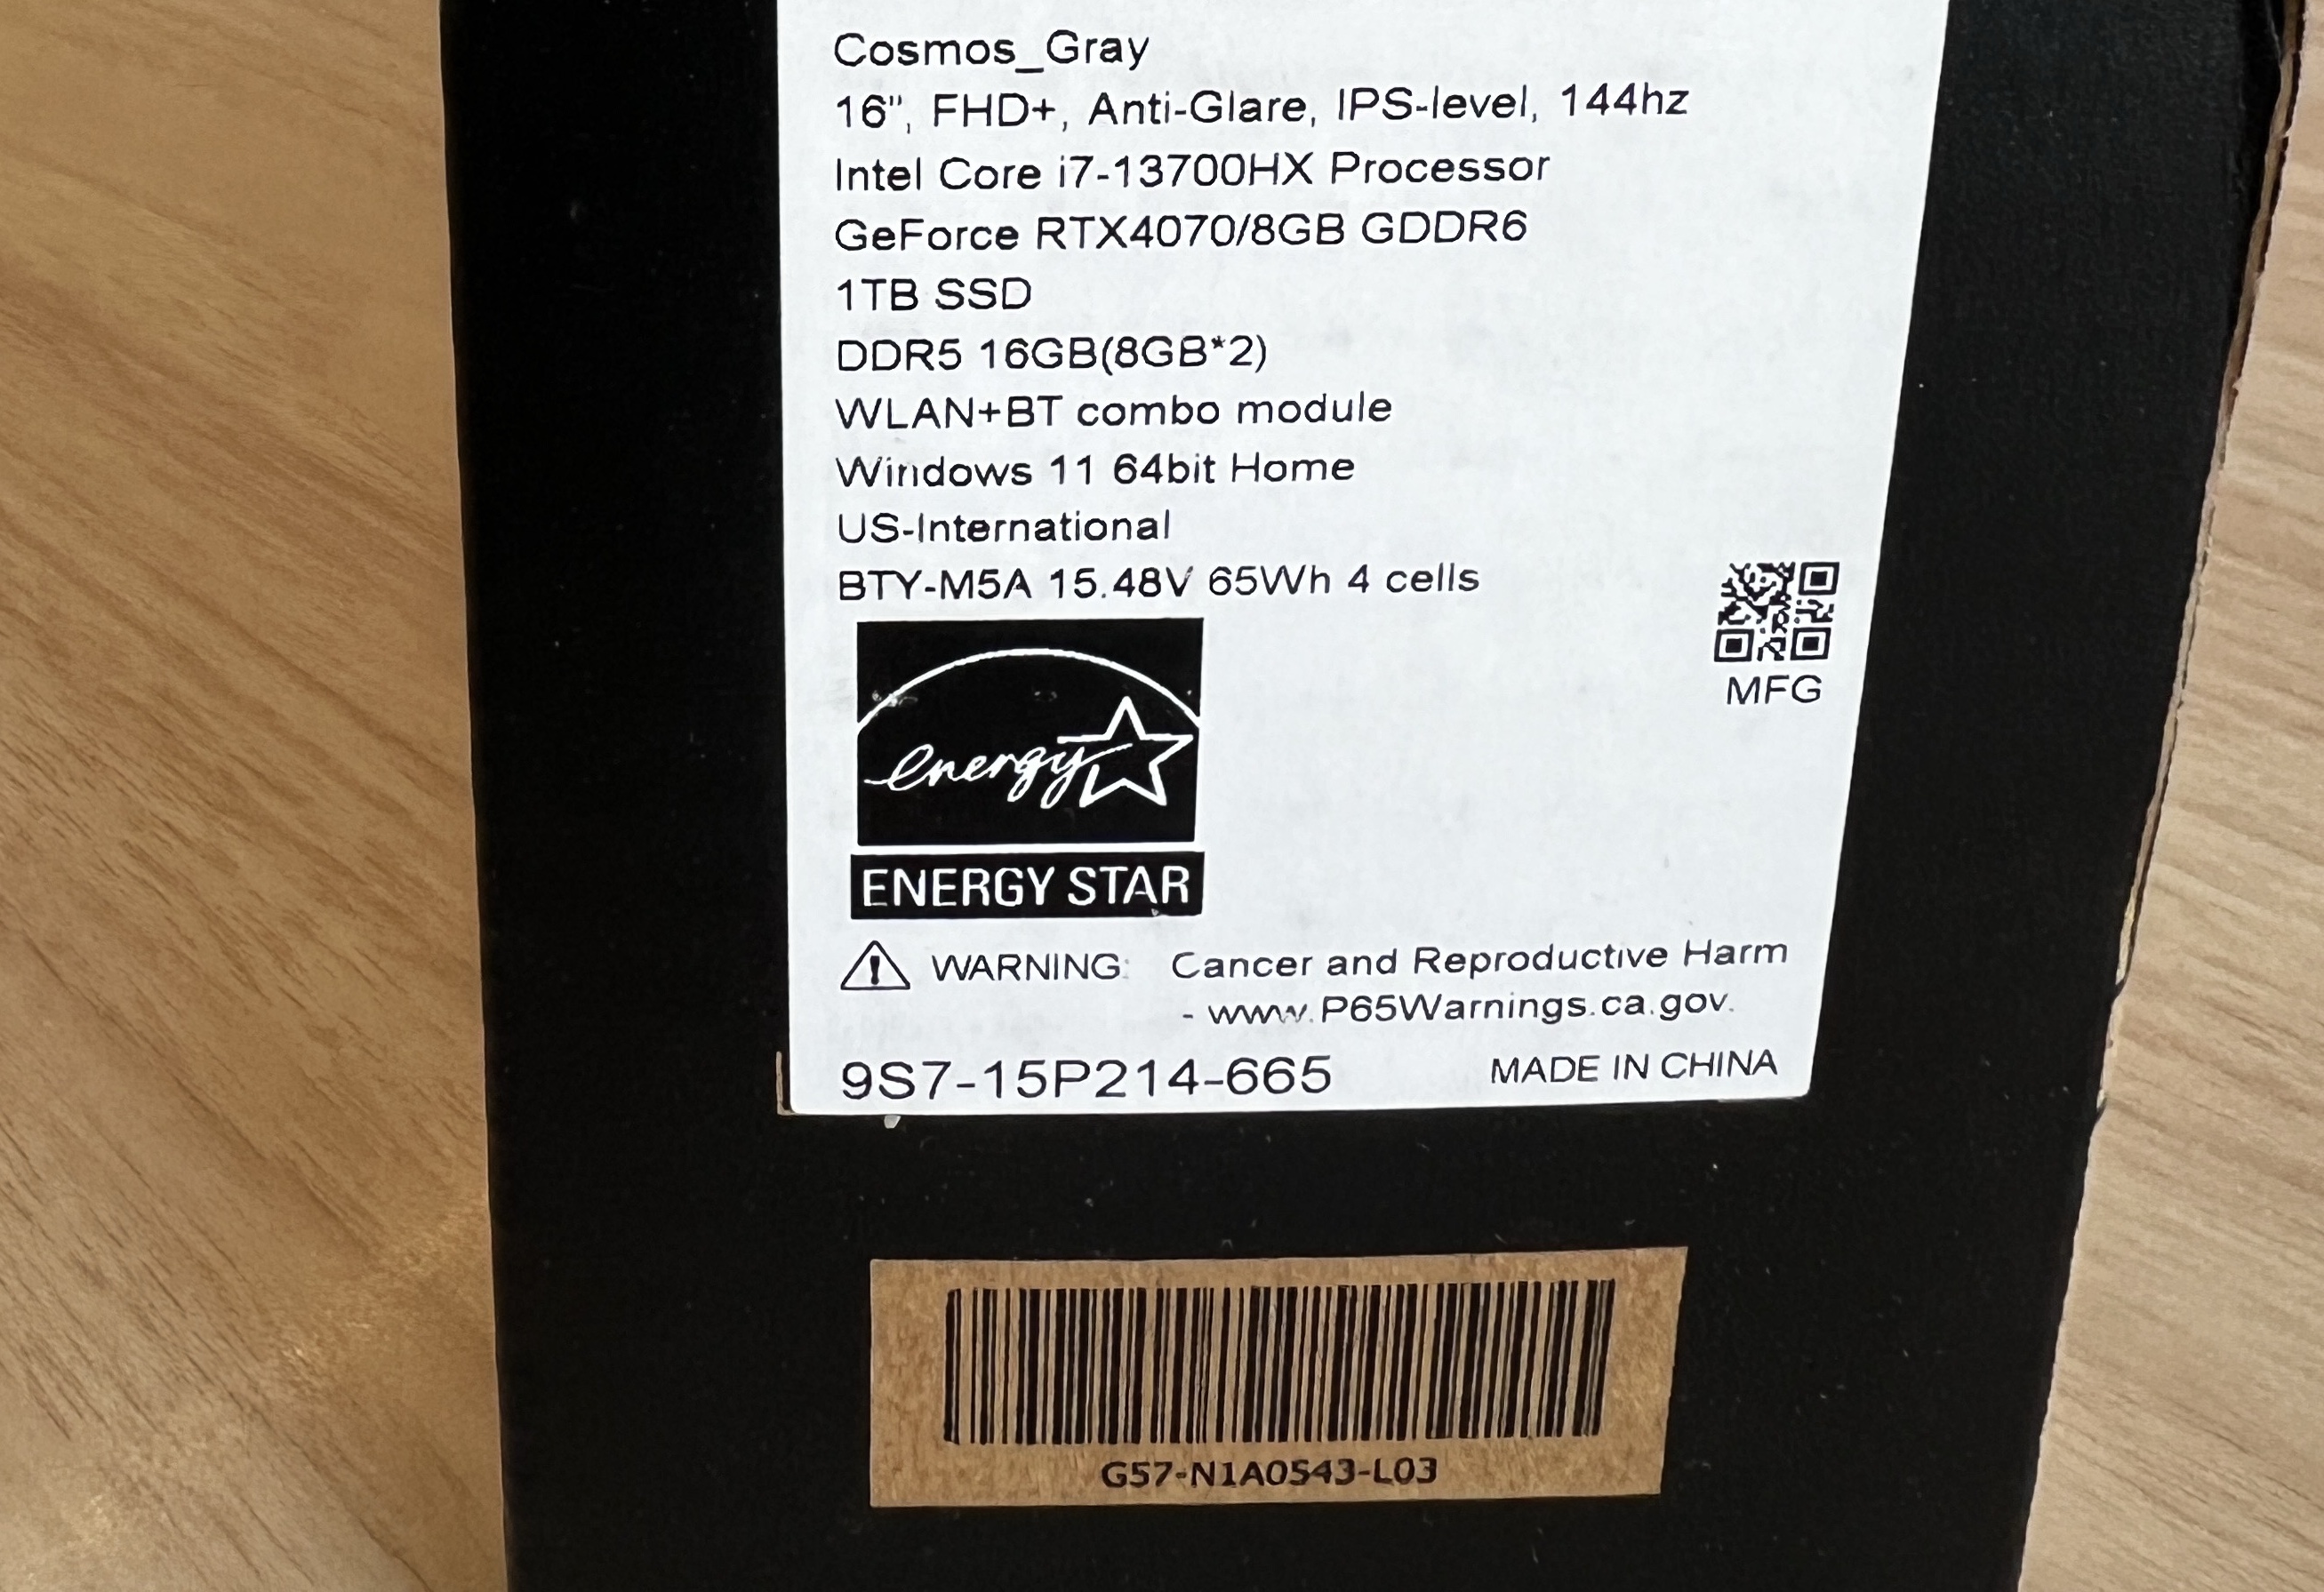 Cosmos_Gray
16", FHD+, Anti-Glare, IPS-level, 144hz
Intel Core i7-13700HX Processor
GeForce RTX4070/8GB GDDR6
1TB SSD
DDR5 16GB(8GB*2)
WLAN+BT combo module
Windows 11 64bit Home
US-International
BTY-M5A 15.48V 65Wh 4 cells
MFG
energy
ENERGY STAR
WARNING: Cancer and Reproductive Harm
- www.P65Warnings.ca.gov.
9S7-15P214-665 MADE IN CHINA
G57-N1A0543-L03